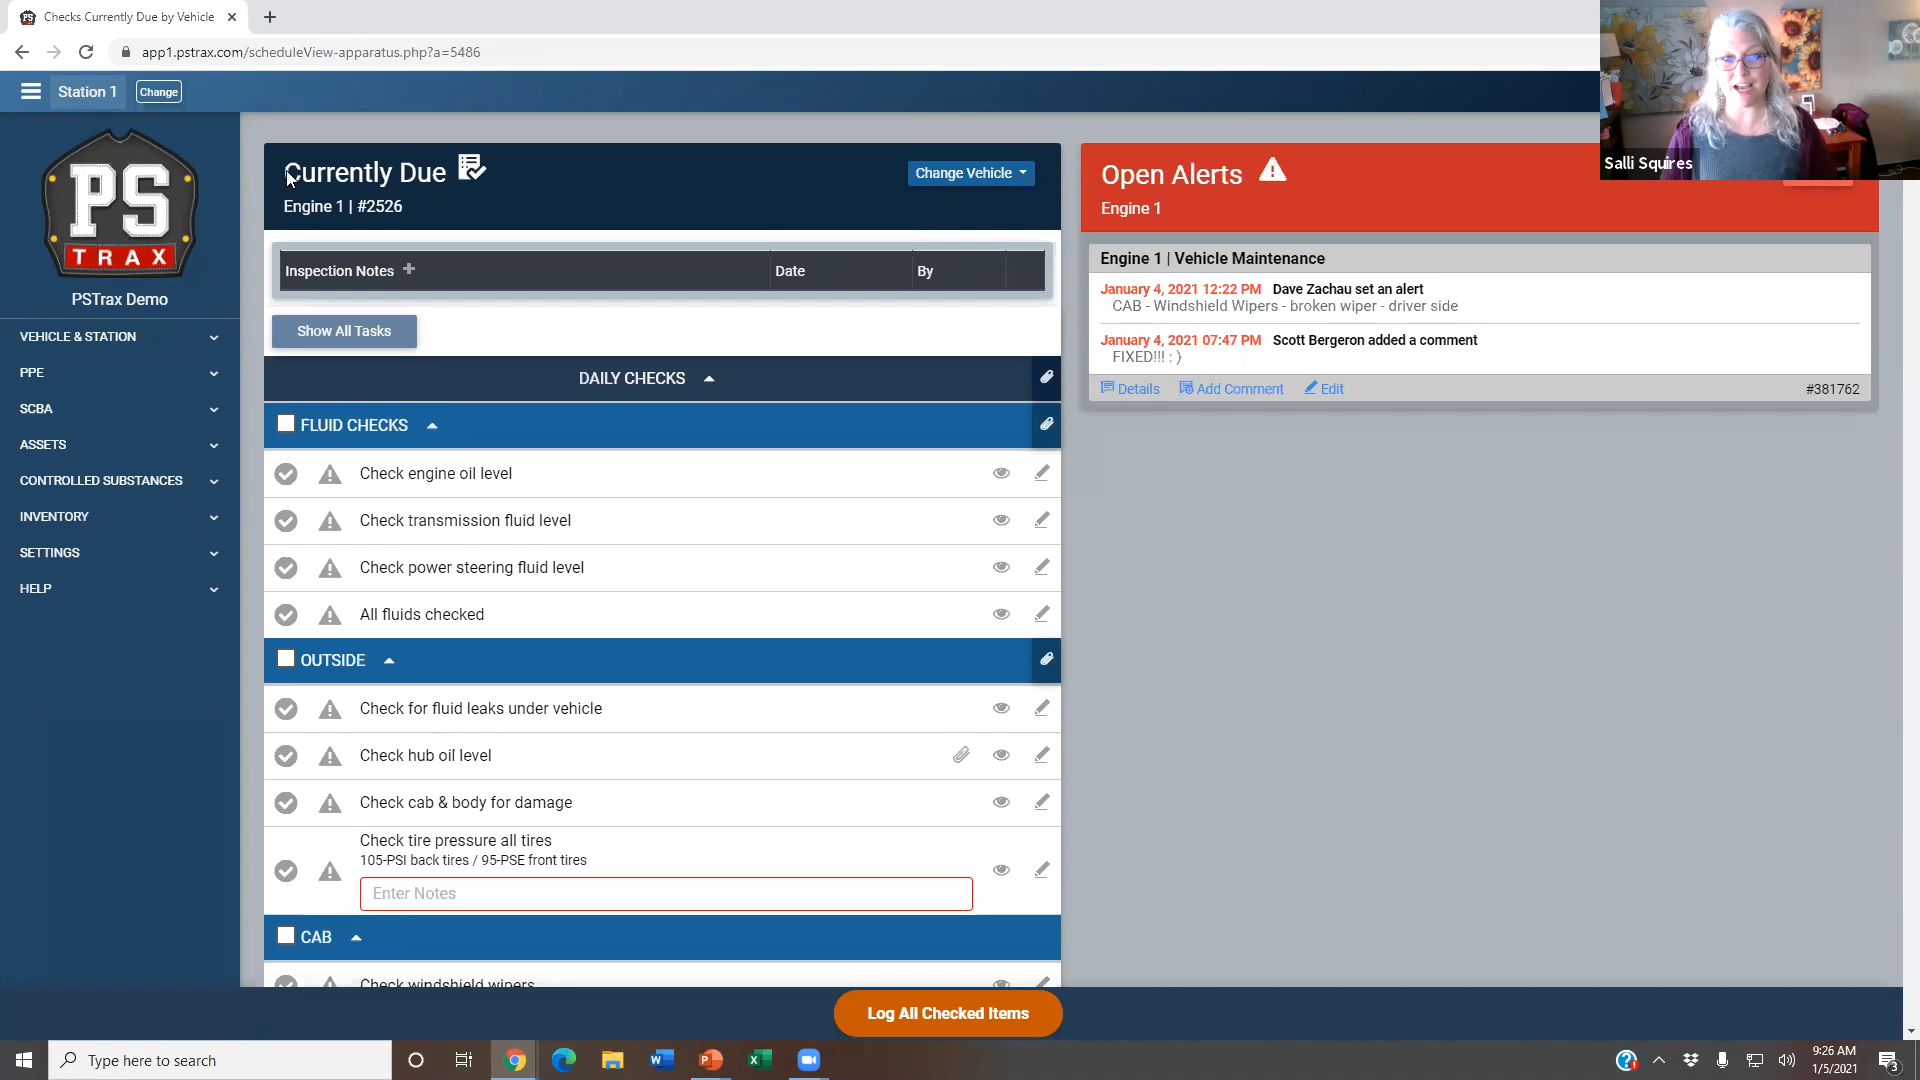 Checks Currently Due by Vehicle
app1.pstrax.com/scheduleView-apparatus.php?a=5486
Station 1 Change
PS
TRAX
PSTrax Demo
VEHICLE & STATION
PPE
SCBA
ASSETS
CONTROLLED SUBSTANCES
INVENTORY
SETTINGS
HELP
Currently Due
Engine 1 | #2526
Change Vehicle
Inspection Notes + Date By
Show All Tasks
DAILY CHECKS
FLUID CHECKS
Check engine oil level
Check transmission fluid level
Check power steering fluid level
All fluids checked
OUTSIDE
Check for fluid leaks under vehicle
Check hub oil level
Check cab & body for damage
Check tire pressure all tires
105-PSI back tires / 95-PSE front tires
Enter Notes
CAB
Check windshield wipers
Log All Checked Items
Open Alerts
Engine 1
Engine 1 | Vehicle Maintenance
January 4, 2021 12:22 PM Dave Zachau set an alert
CAB - Windshield Wipers - broken wiper - driver side
January 4, 2021 07:47 PM Scott Bergeron added a comment
FIXED!!! : )
Details Add Comment Edit #381762
Salli Squires
Type here to search
9:26 AM
1/5/2021
3